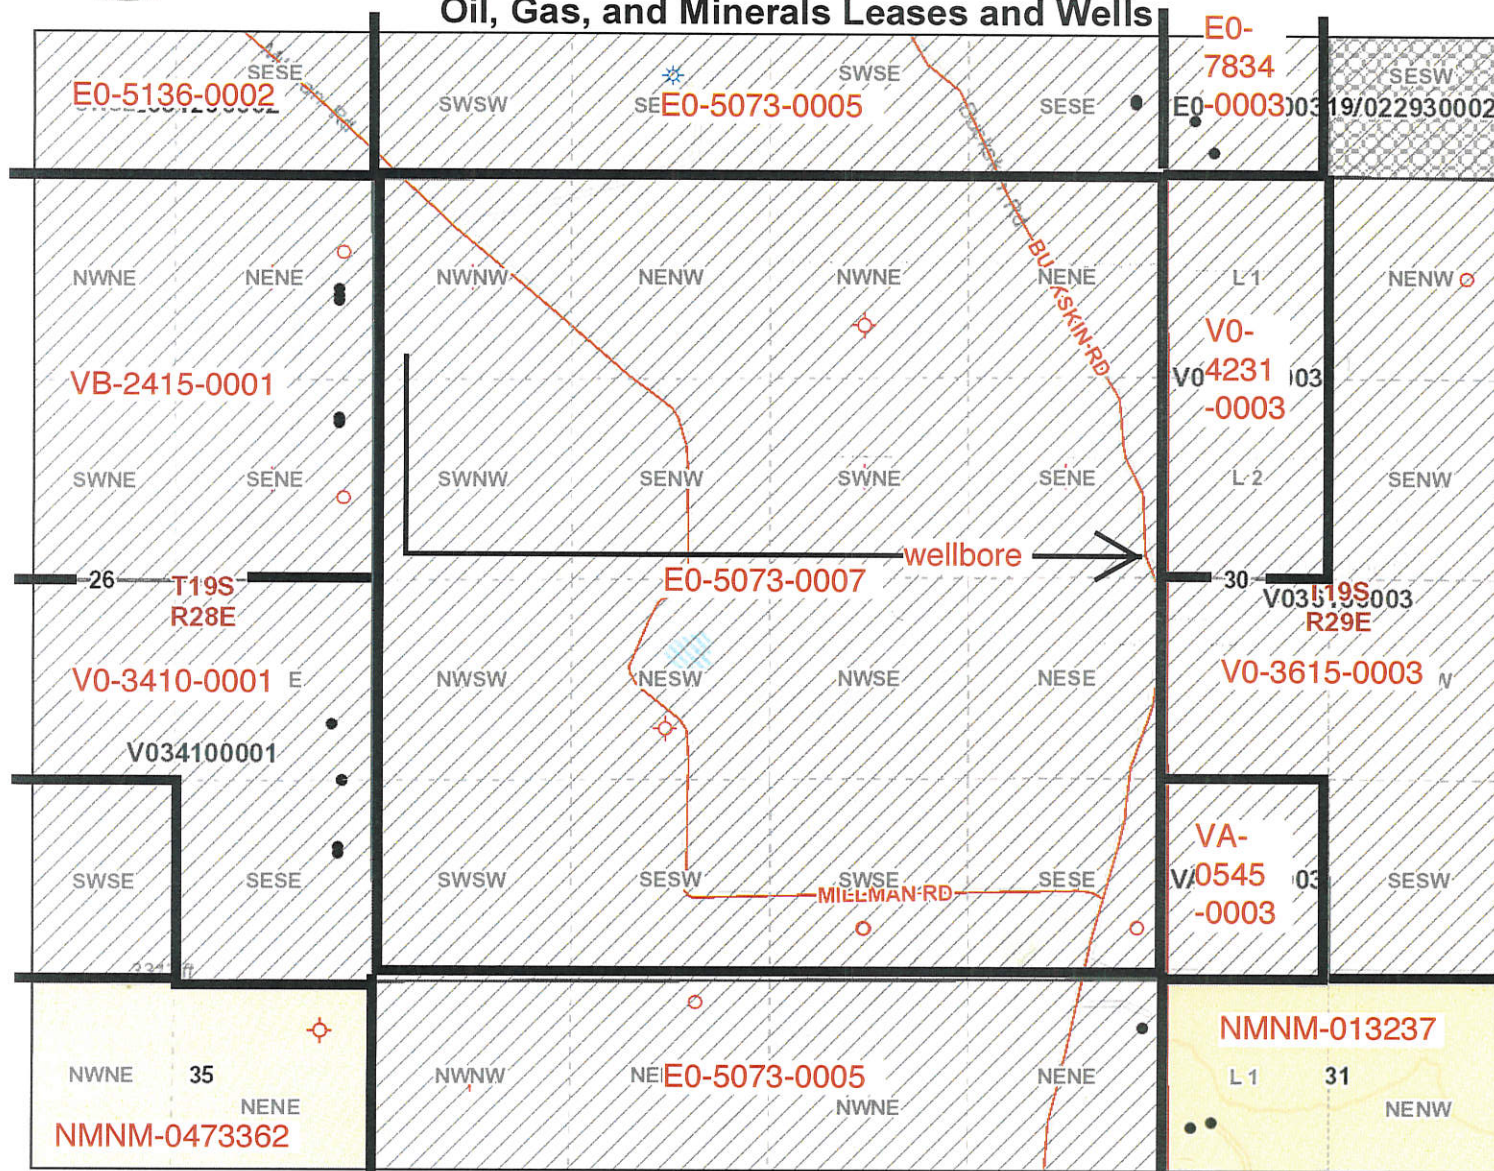 Oil, Gas, and Minerals Leases and Wells
E0-
7834
-0003
SESE
SWSE
SESW
E0-5136-0002
SWSW
E0-5073-0005
SESE
19/022930002
BUCKSKIN RD
NWNE
NENE
NWNW
NENW
NWNE
NENE
L 1
NENW
V0-
4231
-0003
VB-2415-0001
SWNE
SENE
SWNW
SENW
SWNE
SENE
L 2
SENW
wellbore
26
T19S
R28E
E0-5073-0007
30
T19S
R29E
V0-3410-0001
E
NWSW
NESW
NWSE
NESE
V0-3615-0003
V034100001
VA-
0545
-0003
SWSE
SESE
SWSW
SESW
SWSE
SESE
SESW
MILLMAN RD
NMNM-013237
NWNE
35
NWNW
E0-5073-0005
NENE
L 1
31
NENE
NWNE
NENW
NMNM-0473362